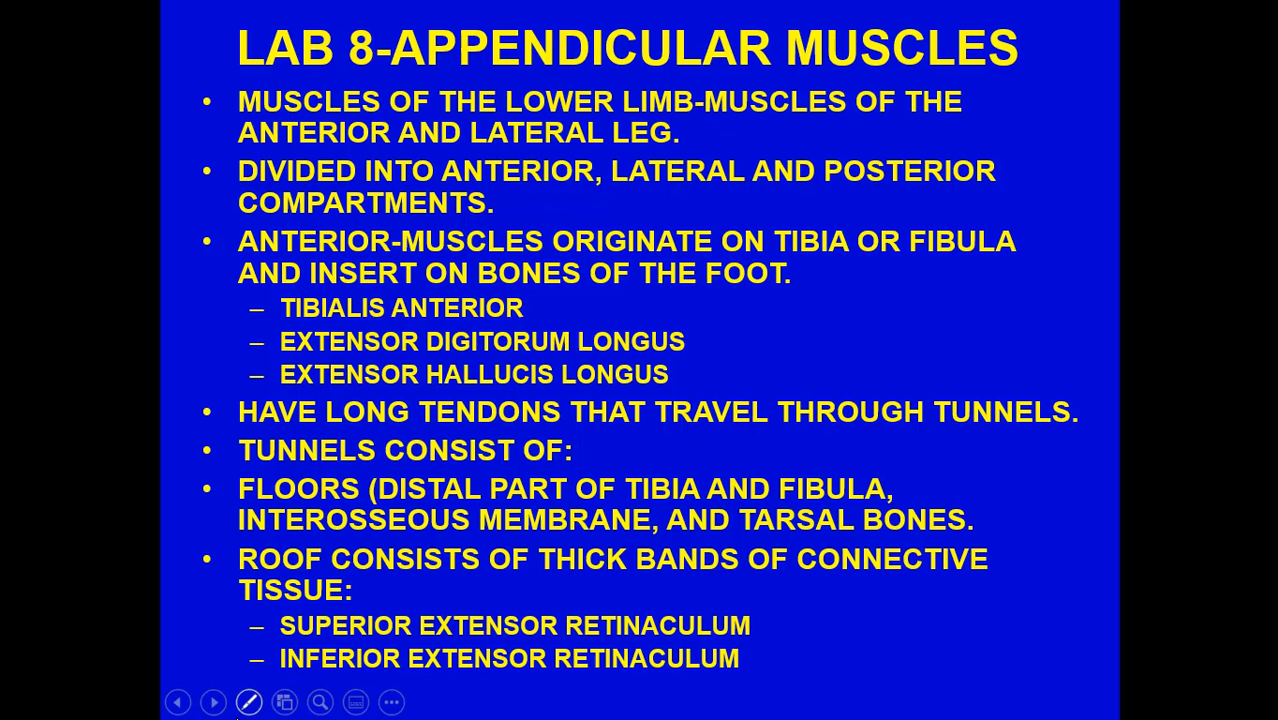 LAB 8-APPENDICULAR MUSCLES
• MUSCLES OF THE LOWER LIMB-MUSCLES OF THE
ANTERIOR AND LATERAL LEG.
• DIVIDED INTO ANTERIOR, LATERAL AND POSTERIOR
COMPARTMENTS.
• ANTERIOR-MUSCLES ORIGINATE ON TIBIA OR FIBULA
AND INSERT ON BONES OF THE FOOT.
– TIBIALIS ANTERIOR
– EXTENSOR DIGITORUM LONGUS
– EXTENSOR HALLUCIS LONGUS
• HAVE LONG TENDONS THAT TRAVEL THROUGH TUNNELS.
• TUNNELS CONSIST OF:
• FLOORS (DISTAL PART OF TIBIA AND FIBULA,
INTEROSSEOUS MEMBRANE, AND TARSAL BONES.
• ROOF CONSISTS OF THICK BANDS OF CONNECTIVE
TISSUE:
– SUPERIOR EXTENSOR RETINACULUM
– INFERIOR EXTENSOR RETINACULUM